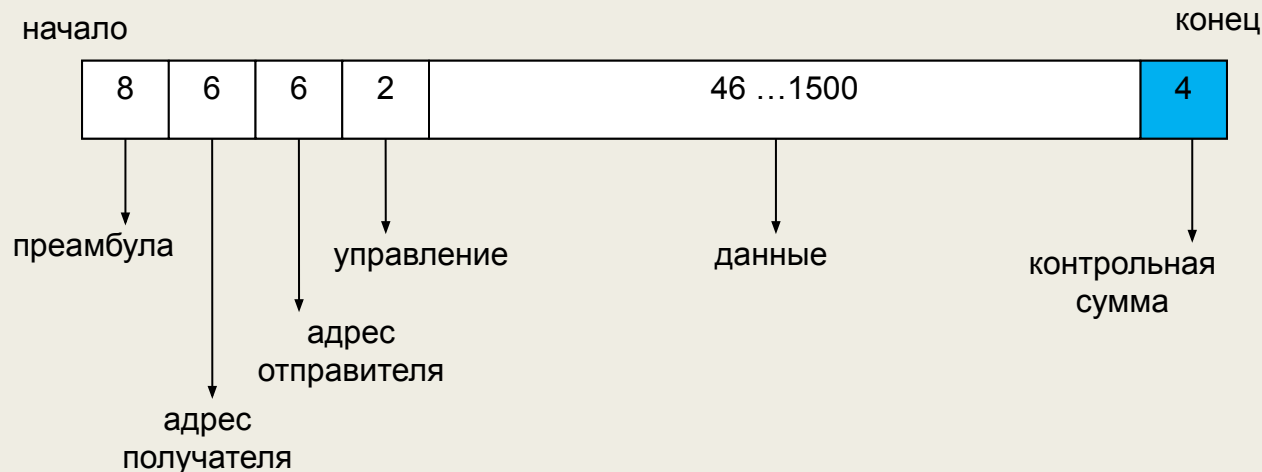 начало
конец
8
6
6
2
46 …1500
4
преамбула
управление
данные
контрольная
сумма
адрес
отправителя
адрес
получателя